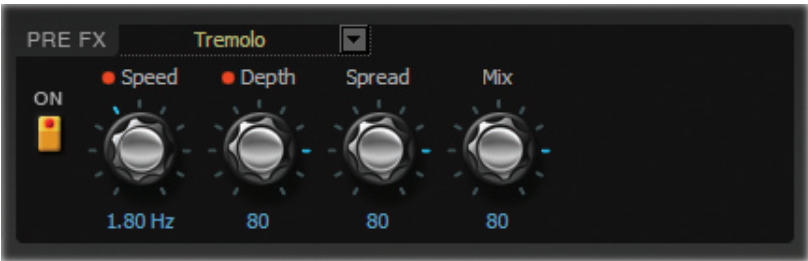 PRE FX Tremolo
Speed Depth Spread Mix
ON
1.80 Hz 80 80 80